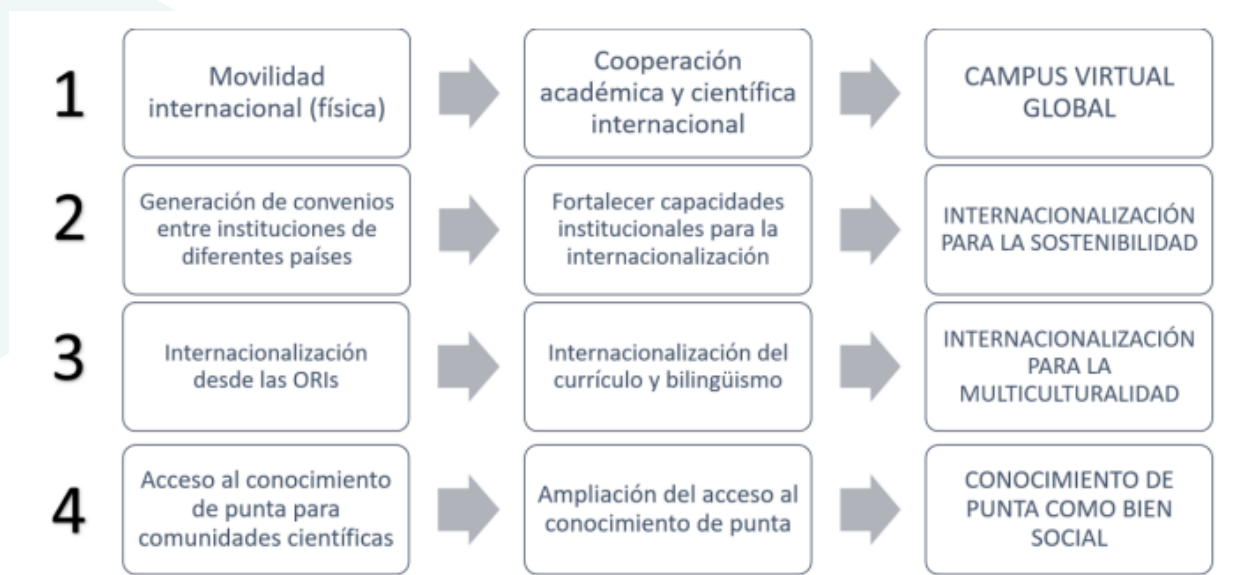 1
Movilidad
internacional (física)
Cooperación
académica y científica
internacional
CAMPUS VIRTUAL
GLOBAL
2
Generación de convenios
entre instituciones de
diferentes países
Fortalecer capacidades
institucionales para la
internacionalización
INTERNACIONALIZACIÓN
PARA LA SOSTENIBILIDAD
3
Internacionalización
desde las ORIs
Internacionalización del
currículo y bilingüismo
INTERNACIONALIZACIÓN
PARA LA
MULTICULTURALIDAD
4
Acceso al conocimiento
de punta para
comunidades científicas
Ampliación del acceso al
conocimiento de punta
CONOCIMIENTO DE
PUNTA COMO BIEN
SOCIAL